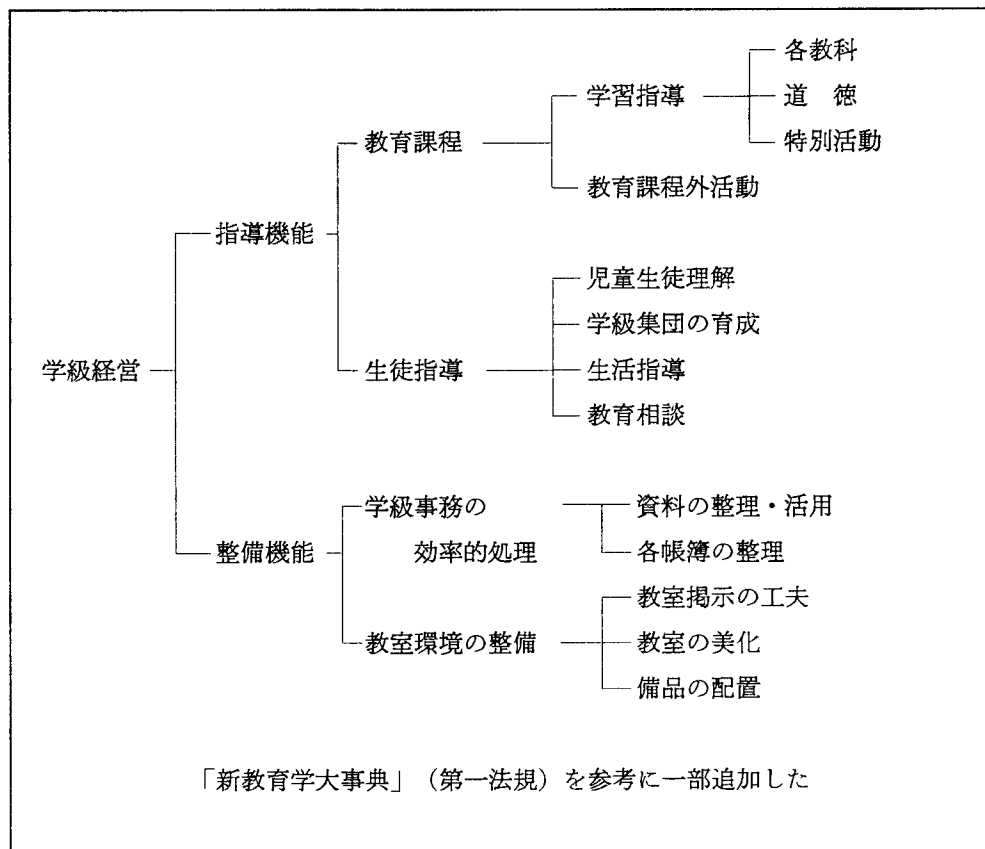 各教科
学習指導
道 徳
教育課程
特別活動
教育課程外活動
指導機能
児童生徒理解
学級集団の育成
学級経営
生徒指導
生活指導
教育相談
学級事務の
資料の整理・活用
整備機能
効率的処理
各帳簿の整理
教室掲示の工夫
教室環境の整備
教室の美化
備品の配置
「新教育学大事典」(第一法規)を参考に一部追加した